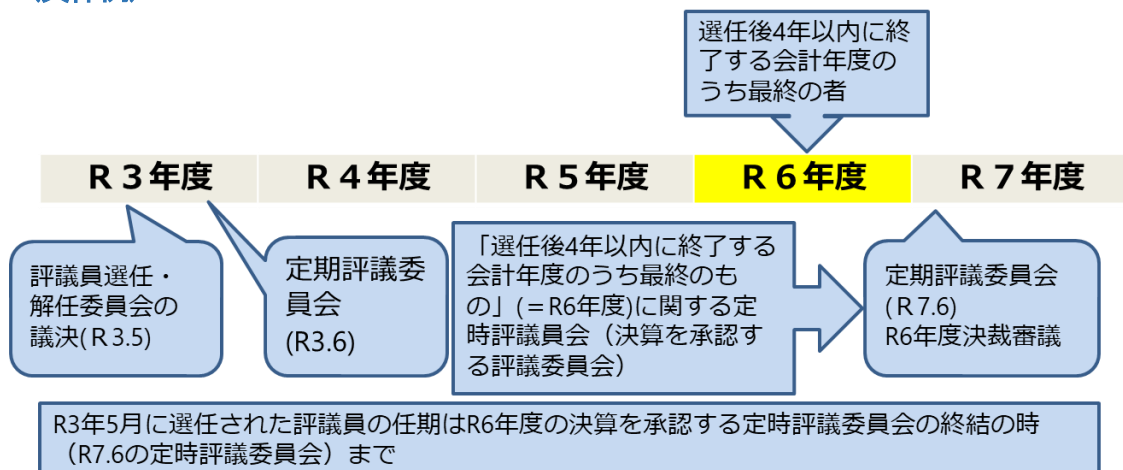 選任後4年以内に終
了する会計年度の
うち最終の者
R3年度
R4年度
R5年度
R6年度
R7年度
評議員選任・
解任委員会の
議決(R3.5)
定期評議委
員会
(R3.6)
「選任後4年以内に終了する
会計年度のうち最終のも
の」(=R6年度)に関する定
時評議員会（決算を承認す
る評議委員会）
定期評議委員会
(R7.6)
R6年度決裁審議
R3年5月に選任された評議員の任期はR6年度の決算を承認する定時評議委員会の終結の時
（R7.6の定時評議委員会）まで